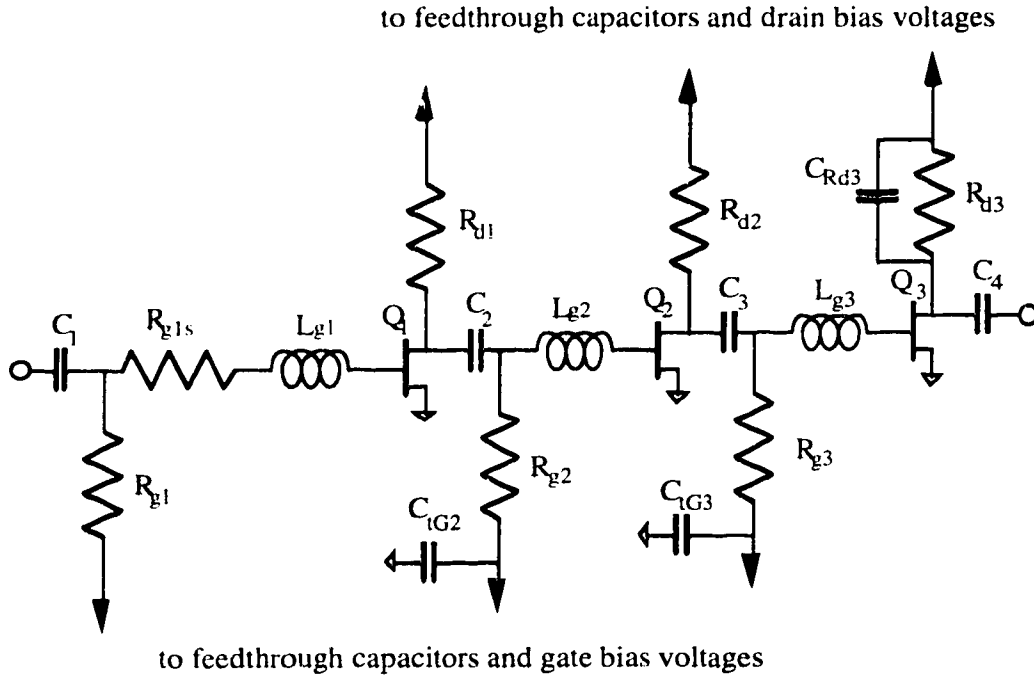 to feedthrough capacitors and drain bias voltages
C_Rd3
R_d3
R_d1
R_d2
C_1
R_g1s
L_g1
Q_1
C_2
L_g2
Q_2
C_3
L_g3
Q_3
C_4
R_g1
R_g2
R_g3
C_tG2
C_tG3
to feedthrough capacitors and gate bias voltages